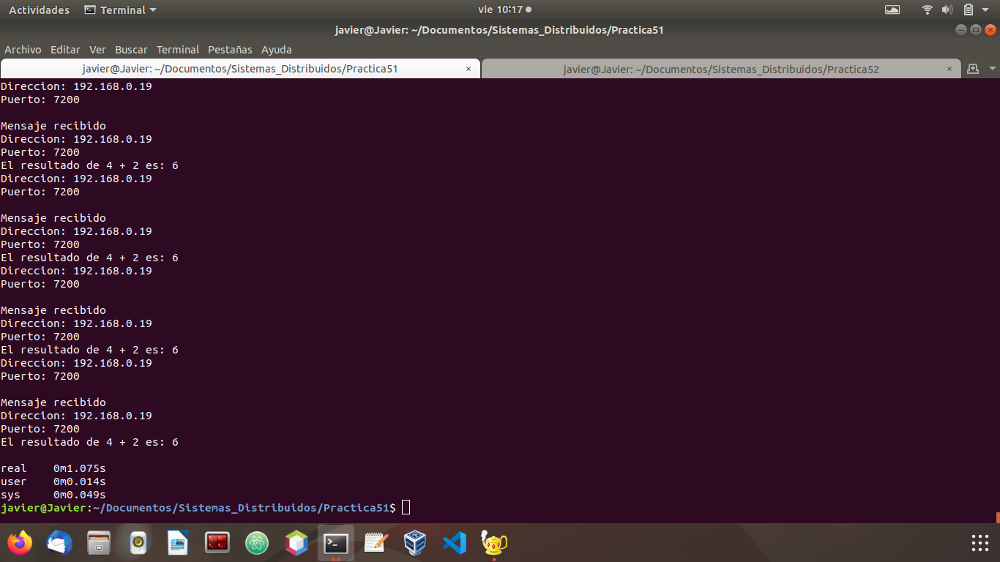 Actividades Terminal vie 10:17
javier@Javier: ~/Documentos/Sistemas_Distribuidos/Practica51
Archivo Editar Ver Buscar Terminal Pestañas Ayuda
javier@Javier: ~/Documentos/Sistemas_Distribuidos/Practica51 × javier@Javier: ~/Documentos/Sistemas_Distribuidos/Practica52 ×
Direccion: 192.168.0.19
Puerto: 7200
Mensaje recibido
Direccion: 192.168.0.19
Puerto: 7200
El resultado de 4 + 2 es: 6
Direccion: 192.168.0.19
Puerto: 7200
Mensaje recibido
Direccion: 192.168.0.19
Puerto: 7200
El resultado de 4 + 2 es: 6
Direccion: 192.168.0.19
Puerto: 7200
Mensaje recibido
Direccion: 192.168.0.19
Puerto: 7200
El resultado de 4 + 2 es: 6
Direccion: 192.168.0.19
Puerto: 7200
Mensaje recibido
Direccion: 192.168.0.19
Puerto: 7200
El resultado de 4 + 2 es: 6
real 0m1.075s
user 0m0.014s
sys 0m0.049s
javier@Javier:~/Documentos/Sistemas_Distribuidos/Practica51$